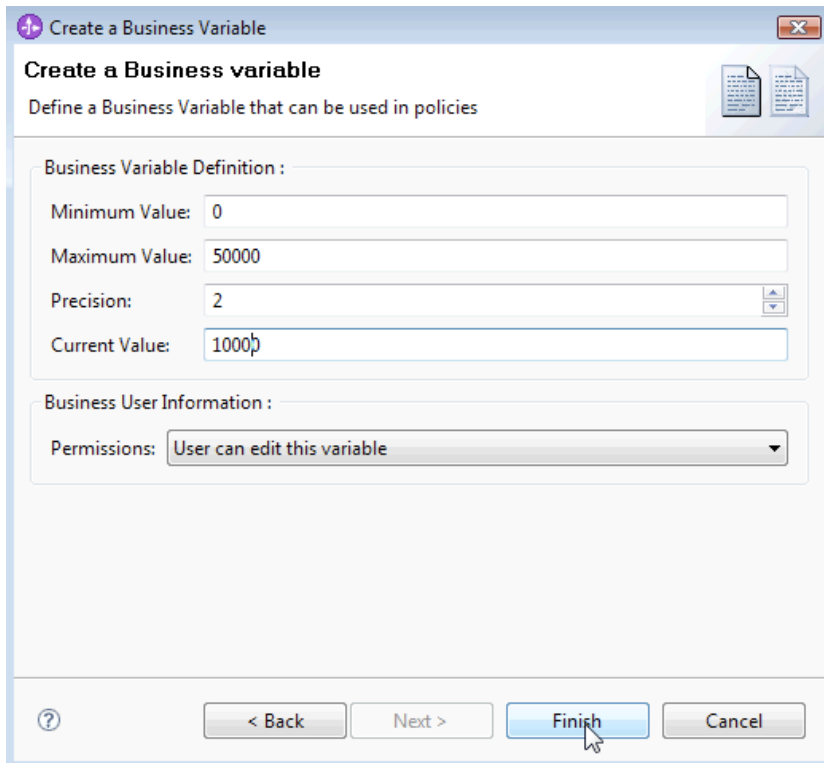 Create a Business Variable
Create a Business variable
Define a Business Variable that can be used in policies
Business Variable Definition :
Minimum Value: 0
Maximum Value: 50000
Precision: 2
Current Value: 10000
Business User Information :
Permissions: User can edit this variable
< Back Next > Finish Cancel